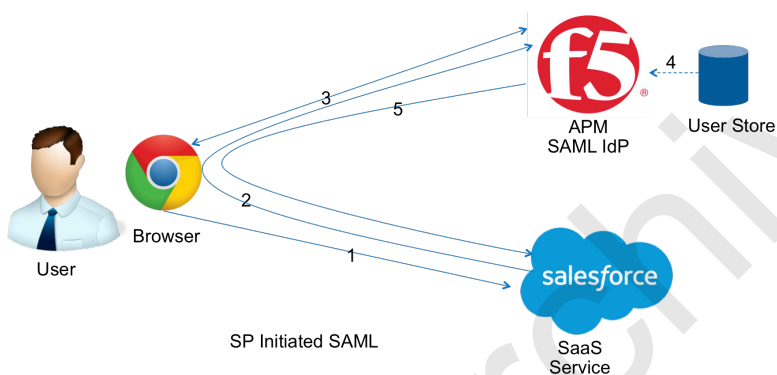 f5
®
3
4
5
APM
SAML IdP
User Store
2
Browser
1
User
salesforce
SP Initiated SAML
SaaS
Service